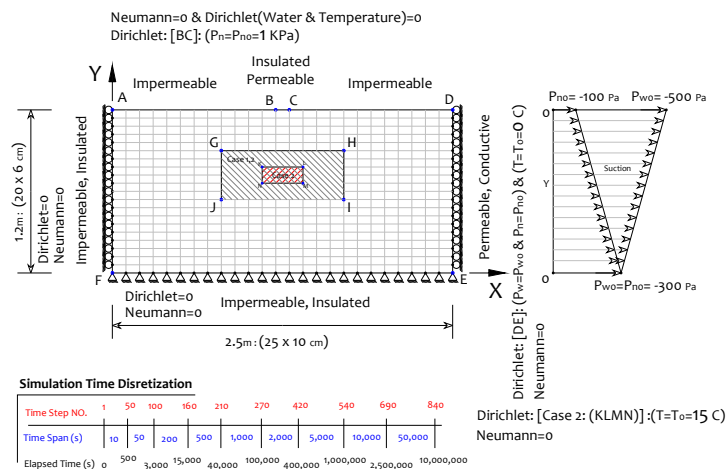 Neumann=0 & Dirichlet(Water & Temperature)=0
Dirichlet: [BC]: (Pn=Pno=1 KPa)
Insulated
Permeable
Impermeable
Impermeable
Y
A
B
C
D
G
H
Case 1,2
Case 2
J
I
F
E
X
1.2m: (20 x 6 cm)
Dirichlet=0
Neumann=0
Impermeable, Insulated
Dirichlet=0
Neumann=0
Impermeable, Insulated
2.5m: (25 x 10 cm)
Permeable, Conductive
Dirichlet: [DE]: (Pw=Pwo & Pn=Pno) & (T=To=0 C)
Neumann=0
Pno= -100 Pa
Pwo= -500 Pa
0
Suction
Y
0
Pwo=Pno= -300 Pa
Dirichlet: [Case 2: (KLMN)] :(T=To=15 C)
Neumann=0
Simulation Time Disretization
Time Step NO. 1 50 100 160 210 270 420 540 690 840
Time Span (s) 10 50 200 500 1,000 2,000 5,000 10,000 50,000
Elapsed Time (s) 0 500 3,000 15,000 40,000 100,000 400,000 1,000,000 2,500,000 10,000,000